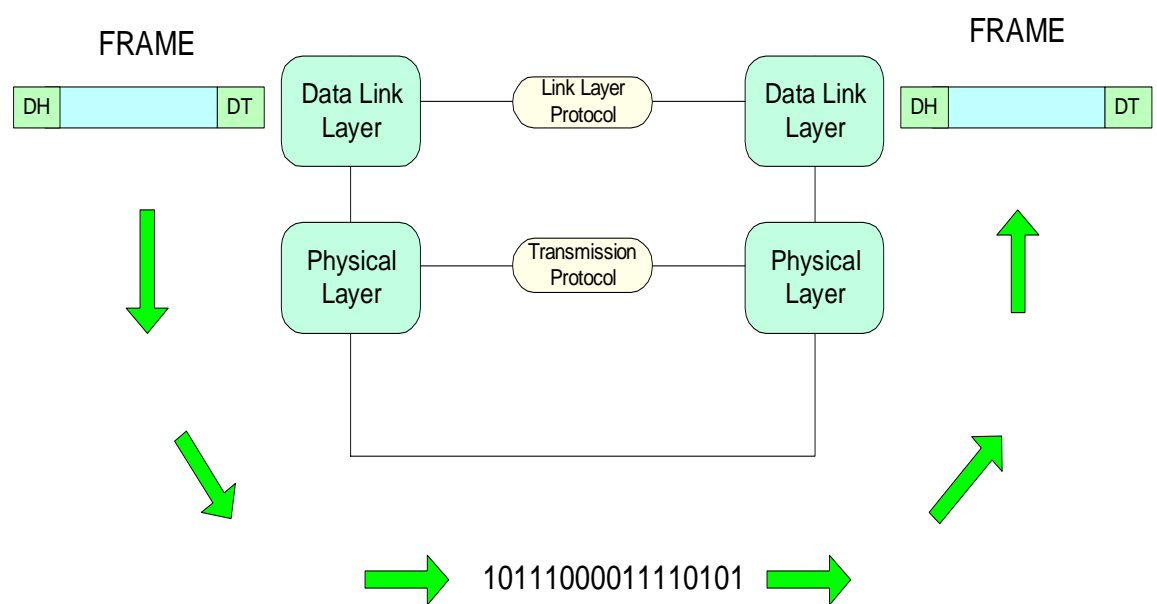 FRAME
FRAME
DH
DT
Data Link
Layer
Link Layer
Protocol
Data Link
Layer
DH
DT
Physical
Layer
Transmission
Protocol
Physical
Layer
10111000011110101